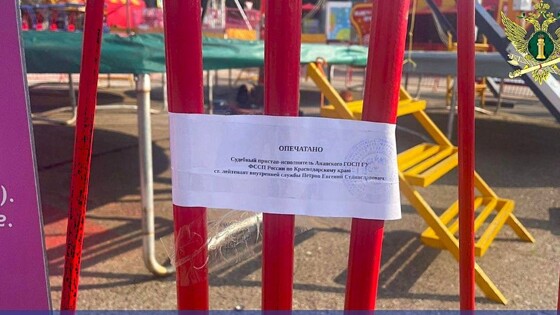 ОПЕЧАТАНО
Судебный пристав-исполнитель Анапского ГОСП ГУ
ФССП России по Краснодарскому краю
ст. лейтенант внутренней службы Петров Евгений
).
e.